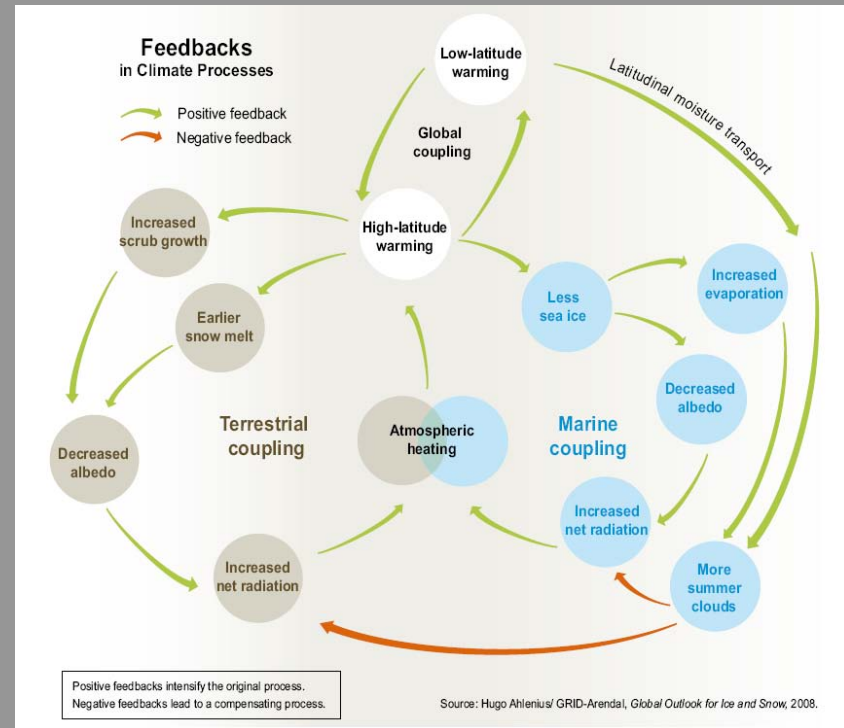 Feedbacks
in Climate Processes
Positive feedback
Negative feedback
Low-latitude
warming
Latitudinal moisture transport
Global
coupling
Increased
scrub growth
High-latitude
warming
Earlier
snow melt
Less
sea ice
Increased
evaporation
Decreased
albedo
Decreased
albedo
Terrestrial
coupling
Atmospheric
heating
Marine
coupling
Increased
net radiation
Increased
net radiation
More
summer
clouds
Positive feedbacks intensify the original process.
Negative feedbacks lead to a compensating process.
Source: Hugo Ahlenius/ GRID-Arendal, Global Outlook for Ice and Snow, 2008.